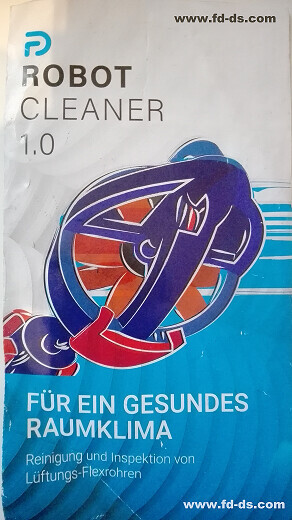 www.fd-ds.com
ROBOT
CLEANER
1.0
FÜR EIN GESUNDES
RAUMKLIMA
Reinigung und Inspektion von
Lüftungs-Flexrohren
www.fd-ds.com